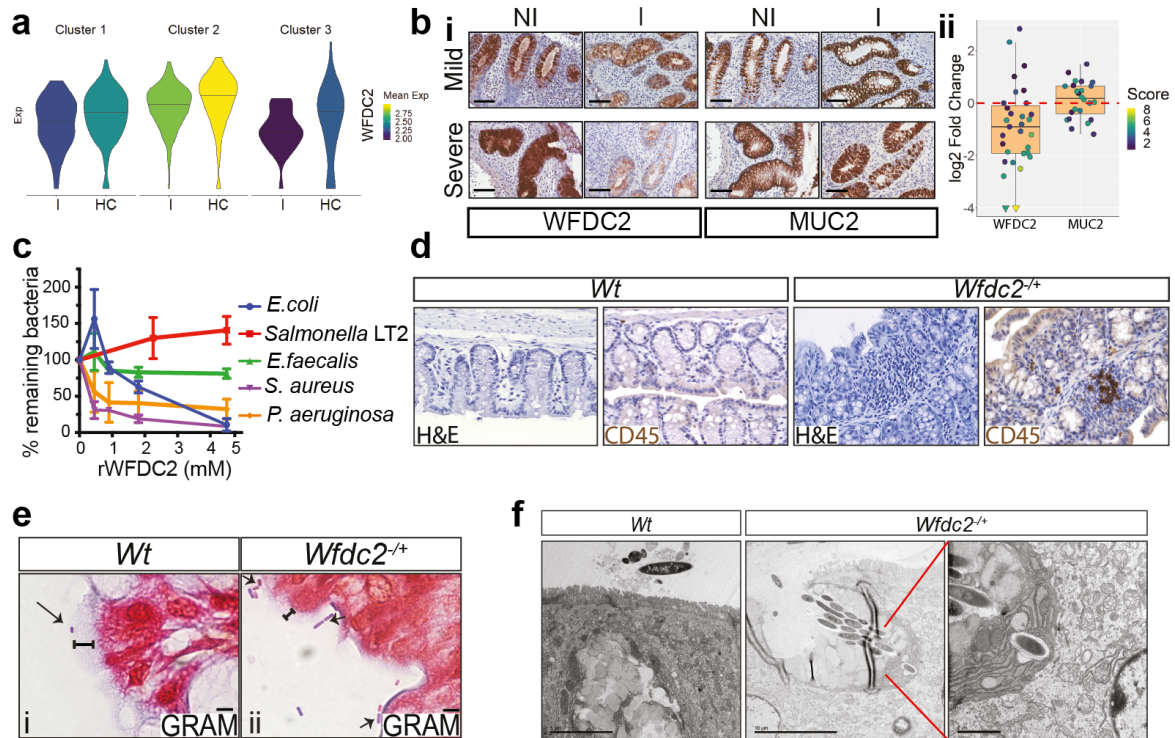 a
Cluster 1
Cluster 2
Cluster 3
Exp
I
HC
I
HC
I
HC
WFDC2
Mean Exp
2.75
2.50
2.25
2.00
b
i
NI
I
NI
I
Mild
Severe
WFDC2
MUC2
ii
log2 Fold Change
2
0
-2
-4
WFDC2
MUC2
Score
8
6
4
2
c
% remaining bacteria
200
150
100
50
0
0
1
2
3
4
5
rWFDC2 (mM)
E.coli
Salmonella LT2
E.faecalis
S. aureus
P. aeruginosa
d
Wt
Wfdc2-/+
H&E
CD45
H&E
CD45
e
Wt
Wfdc2-/+
i
GRAM
ii
GRAM
f
Wt
Wfdc2-/+
10 µm